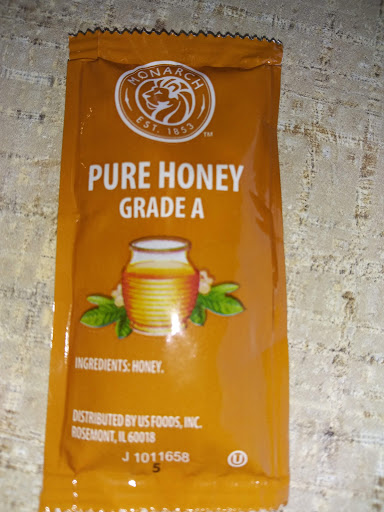 MONARCH
EST. 1853
TM
PURE HONEY
GRADE A
INGREDIENTS: HONEY.
DISTRIBUTED BY US FOODS, INC.
ROSEMONT, IL 60018
J 1011658
5
U